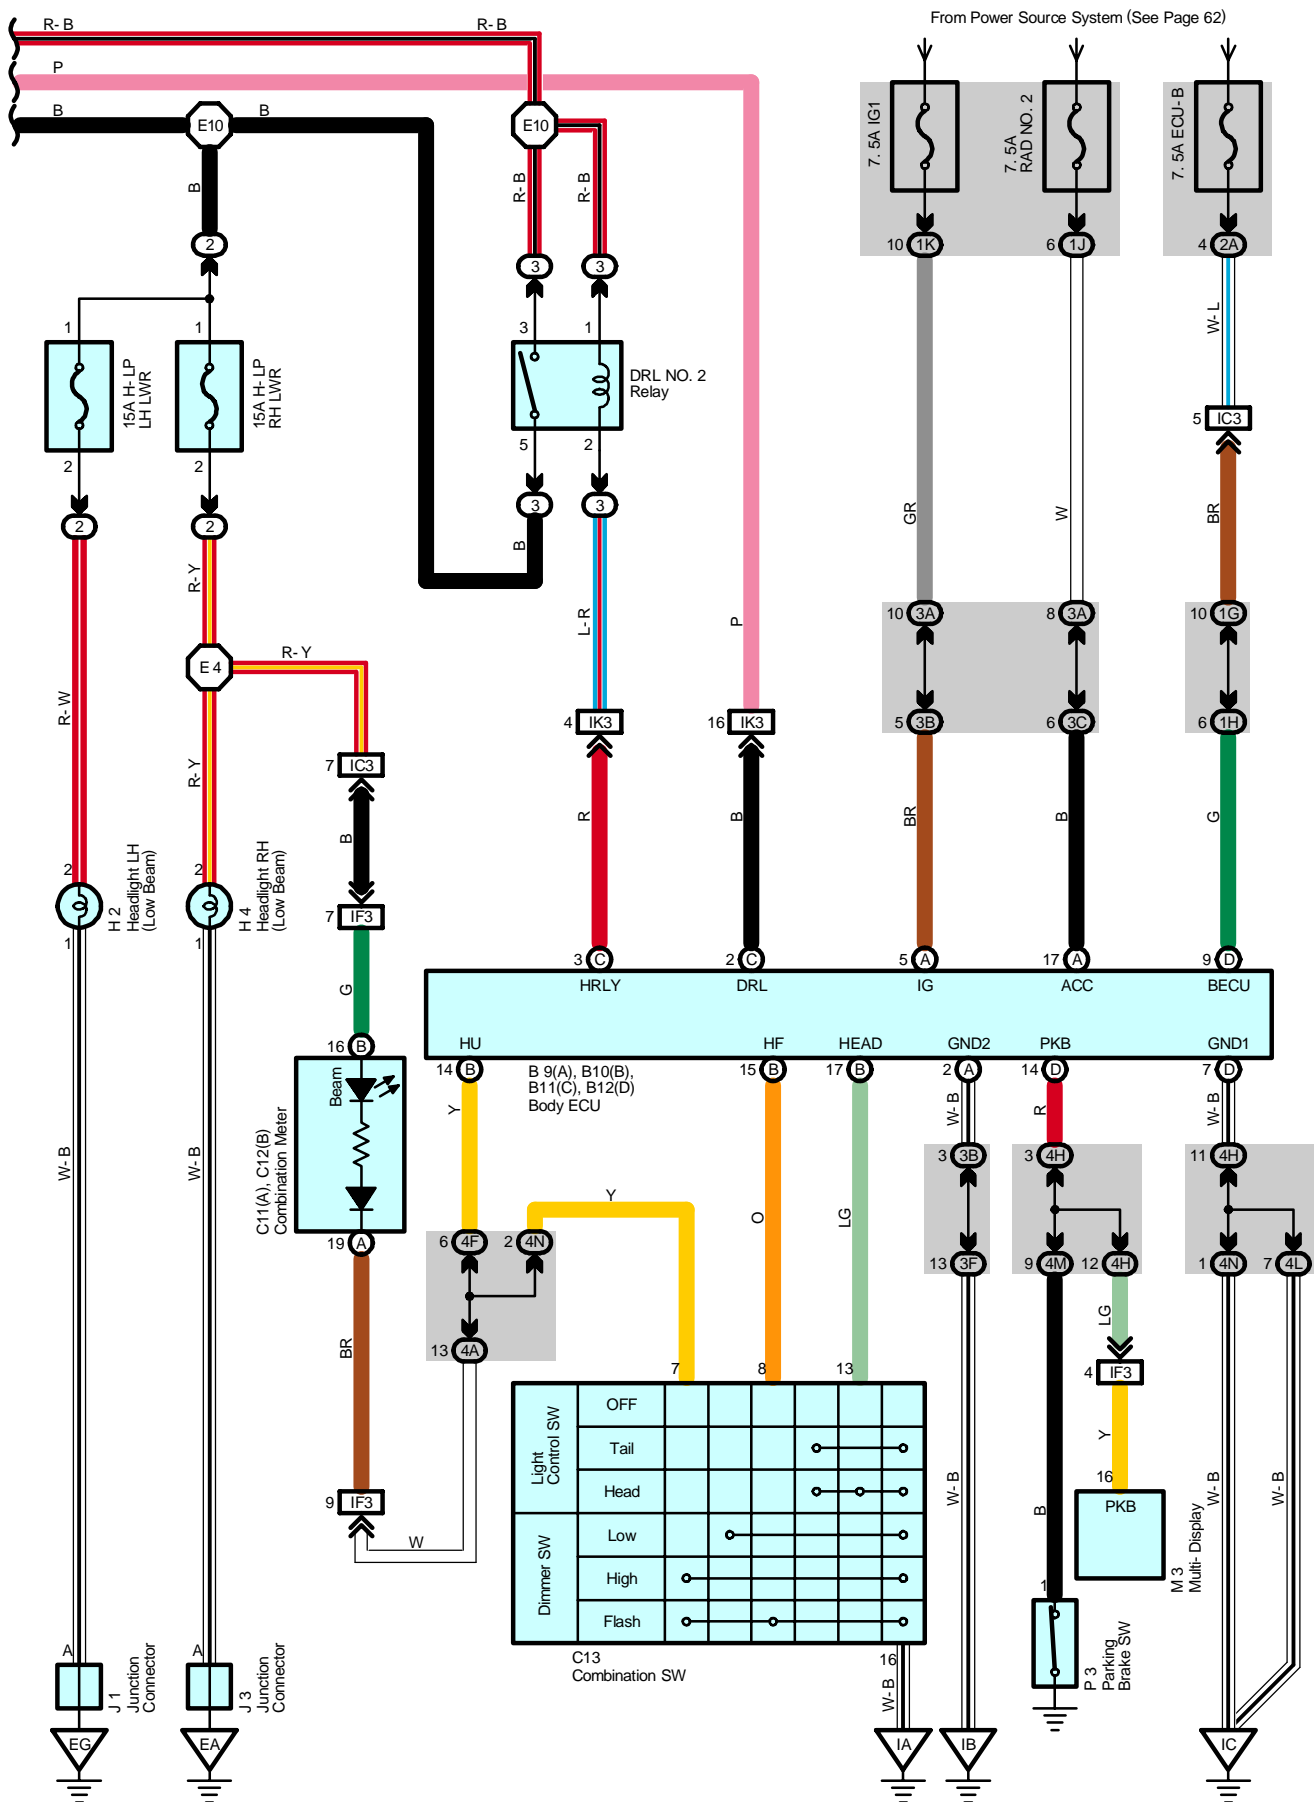 From Power Source System (See Page 62)
R- B
R- B
P
B
E10
B
E10
B
R- B
R- B
7. 5A IG1
7. 5A
RAD NO. 2
7. 5A ECU- B
2
3
3
10
1K
6
1J
4
2A
1
1
3
1
15A H- LP
LH LWR
15A H- LP
RH LWR
DRL NO. 2
Relay
W- L
2
2
5
2
5
IC3
2
2
3
3
B
GR
W
BR
R- Y
L- R
P
10
3A
8
3A
10
1G
E 4
R- Y
R- W
4
IK3
16
IK3
5
3B
6
3C
6
1H
R- Y
7
IC3
B
R
B
BR
B
G
2
2
H 2
Headlight LH
(Low Beam)
H 4
Headlight RH
(Low Beam)
7
IF3
1
1
G
3
C
2
C
5
A
17
A
9
D
HRLY
DRL
IG
ACC
BECU
HU
HF
HEAD
GND2
PKB
GND1
16
B
14
B
B 9(A), B10(B),
B11(C), B12(D)
Body ECU
15
B
17
B
2
A
14
D
7
D
Beam
C11(A), C12(B)
Combination Meter
Y
W- B
R
W- B
W- B
W- B
3
3B
3
4H
11
4H
Y
O
LG
19
A
6
4F
2
4N
13
3F
9
4M
12
4H
1
4N
7
4L
BR
13
4A
LG
4
IF3
7
8
13
Light
Control SW
OFF
Tail
Head
Dimmer SW
Low
High
Flash
Y
16
PKB
M 3
Multi- Display
9
IF3
W
W- B
B
W- B
W- B
1
P 3
Parking
Brake SW
C13
Combination SW
16
W- B
A
J 1
Junction
Connector
A
J 3
Junction
Connector
EG
EA
IA
IB
IC